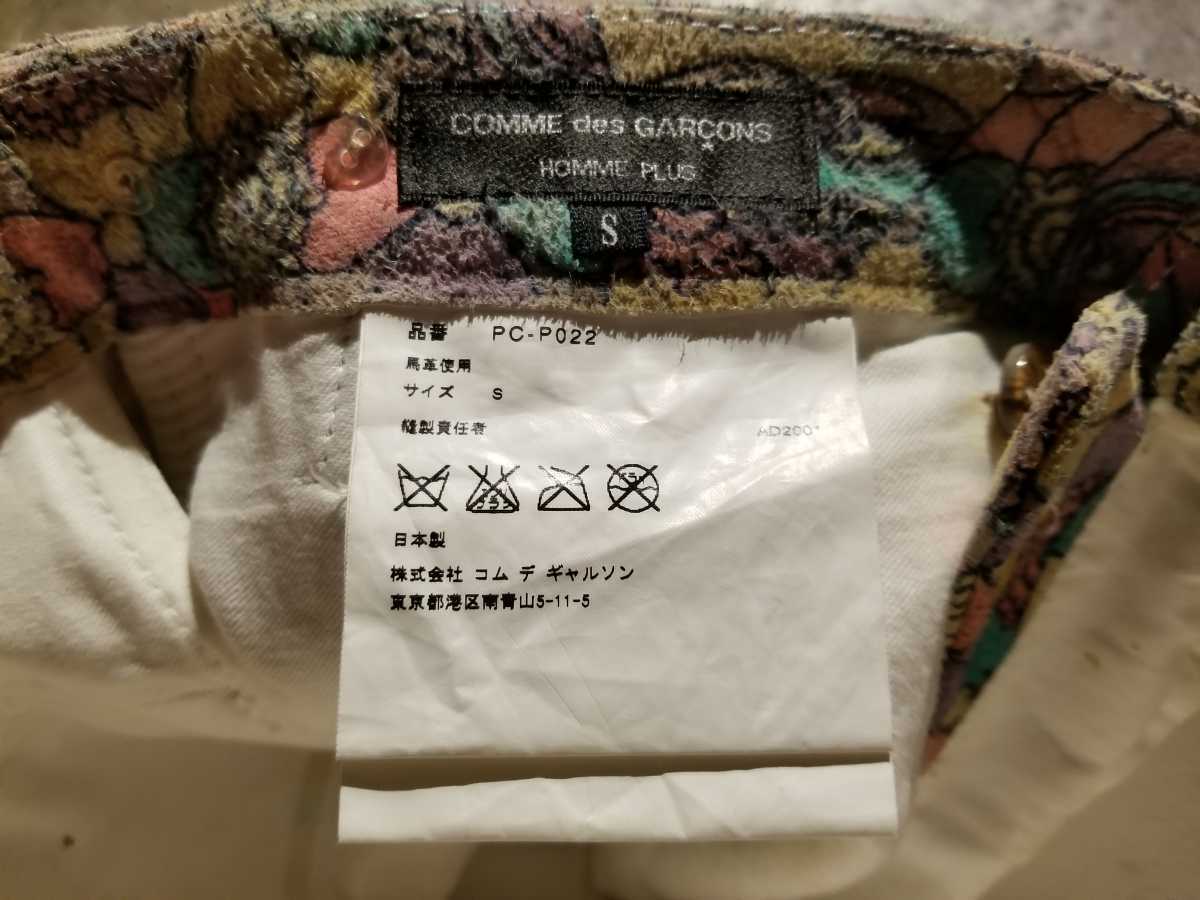 COMME des GARÇONS
HOMME PLUS
S
品番 PC-P022
馬革使用
サイズ S
縫製責任者
日本製
株式会社 コム デ ギャルソン
東京都港区南青山5-11-5